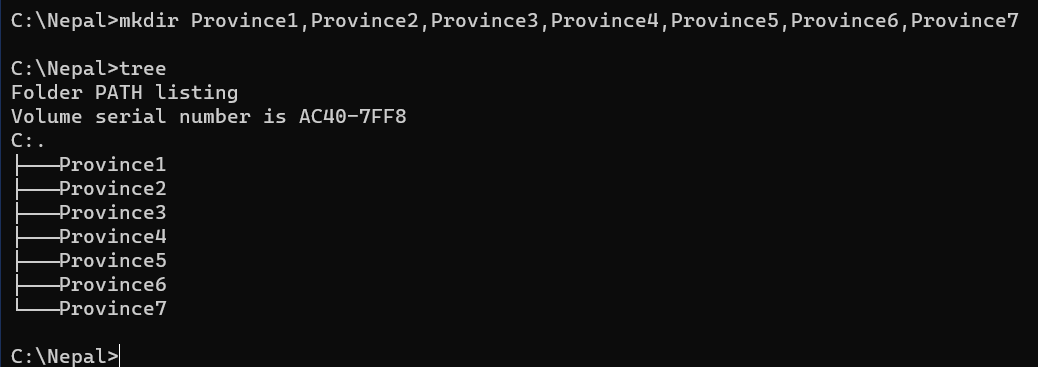 C:\Nepal>mkdir Province1,Province2,Province3,Province4,Province5,Province6,Province7
C:\Nepal>tree
Folder PATH listing
Volume serial number is AC40-7FF8
C:.
├───Province1
├───Province2
├───Province3
├───Province4
├───Province5
├───Province6
└───Province7
C:\Nepal>